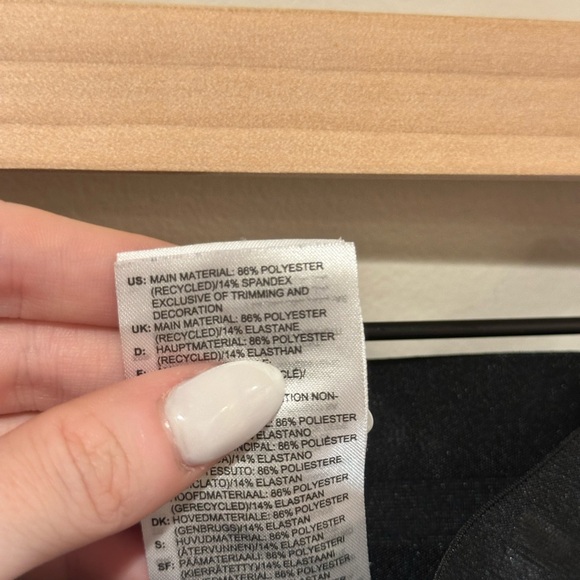 US: MAIN MATERIAL: 86% POLYESTER
(RECYCLED)/14% SPANDEX
EXCLUSIVE OF TRIMMING AND
DECORATION
UK: MAIN MATERIAL: 86% POLYESTER
(RECYCLED)/14% ELASTANE
D: HAUPTMATERIAL: 86% POLYESTER
(RECYCLED)/14% ELASTHAN
NON-
86% POLIESTER
ELASTANO
86% POLIÉSTER
14% ELASTANO
86% POLIESTERE
14% ELASTAN
HOOFDMATERIAAL: 86% POLYESTER
(GERECYCLED)/14% ELASTAAN
DK: HOVEDMATERIALE: 86% POLYESTER
(GENBRUGS)/14% ELASTAN
S: HUVUDMATERIAL: 86% POLYESTER
(ÅTERVUNNEN)/14% ELASTAN
SF: PÄÄMATERIAALI: 86% POLYESTERI
(KIERRÄTETTY)/14% ELASTAANI